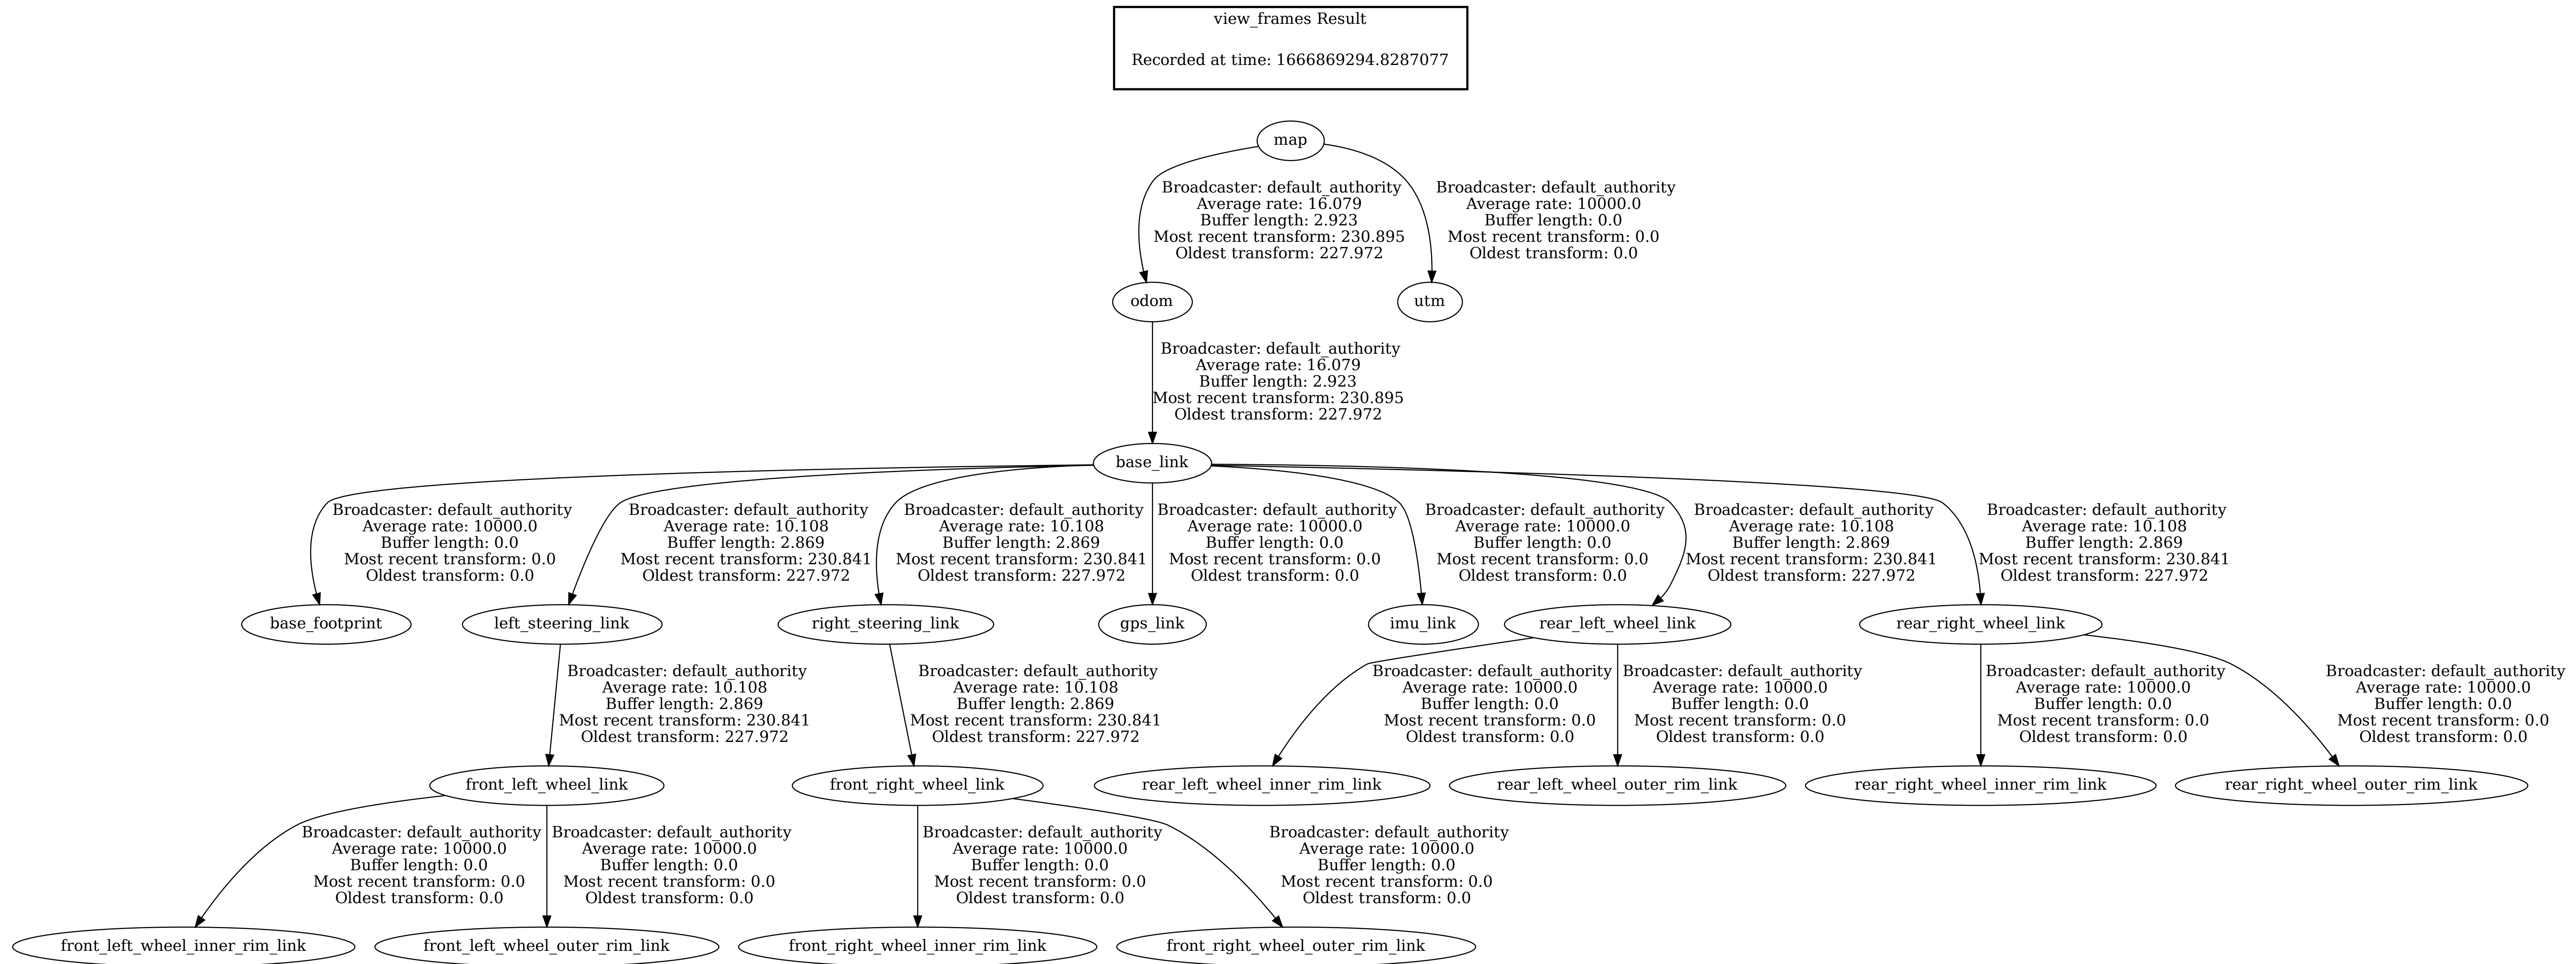 view_frames Result
Recorded at time: 1666869294.8287077
map
Broadcaster: default_authority
Average rate: 16.079
Buffer length: 2.923
Most recent transform: 230.895
Oldest transform: 227.972
Broadcaster: default_authority
Average rate: 10000.0
Buffer length: 0.0
Most recent transform: 0.0
Oldest transform: 0.0
odom
utm
Broadcaster: default_authority
Average rate: 16.079
Buffer length: 2.923
Most recent transform: 230.895
Oldest transform: 227.972
base_link
Broadcaster: default_authority
Average rate: 10000.0
Buffer length: 0.0
Most recent transform: 0.0
Oldest transform: 0.0
Broadcaster: default_authority
Average rate: 10.108
Buffer length: 2.869
Most recent transform: 230.841
Oldest transform: 227.972
Broadcaster: default_authority
Average rate: 10.108
Buffer length: 2.869
Most recent transform: 230.841
Oldest transform: 227.972
Broadcaster: default_authority
Average rate: 10000.0
Buffer length: 0.0
Most recent transform: 0.0
Oldest transform: 0.0
Broadcaster: default_authority
Average rate: 10000.0
Buffer length: 0.0
Most recent transform: 0.0
Oldest transform: 0.0
Broadcaster: default_authority
Average rate: 10.108
Buffer length: 2.869
Most recent transform: 230.841
Oldest transform: 227.972
Broadcaster: default_authority
Average rate: 10.108
Buffer length: 2.869
Most recent transform: 230.841
Oldest transform: 227.972
base_footprint
left_steering_link
right_steering_link
gps_link
imu_link
rear_left_wheel_link
rear_right_wheel_link
Broadcaster: default_authority
Average rate: 10.108
Buffer length: 2.869
Most recent transform: 230.841
Oldest transform: 227.972
Broadcaster: default_authority
Average rate: 10.108
Buffer length: 2.869
Most recent transform: 230.841
Oldest transform: 227.972
Broadcaster: default_authority
Average rate: 10000.0
Buffer length: 0.0
Most recent transform: 0.0
Oldest transform: 0.0
Broadcaster: default_authority
Average rate: 10000.0
Buffer length: 0.0
Most recent transform: 0.0
Oldest transform: 0.0
Broadcaster: default_authority
Average rate: 10000.0
Buffer length: 0.0
Most recent transform: 0.0
Oldest transform: 0.0
Broadcaster: default_authority
Average rate: 10000.0
Buffer length: 0.0
Most recent transform: 0.0
Oldest transform: 0.0
front_left_wheel_link
front_right_wheel_link
rear_left_wheel_inner_rim_link
rear_left_wheel_outer_rim_link
rear_right_wheel_inner_rim_link
rear_right_wheel_outer_rim_link
Broadcaster: default_authority
Average rate: 10000.0
Buffer length: 0.0
Most recent transform: 0.0
Oldest transform: 0.0
Broadcaster: default_authority
Average rate: 10000.0
Buffer length: 0.0
Most recent transform: 0.0
Oldest transform: 0.0
Broadcaster: default_authority
Average rate: 10000.0
Buffer length: 0.0
Most recent transform: 0.0
Oldest transform: 0.0
Broadcaster: default_authority
Average rate: 10000.0
Buffer length: 0.0
Most recent transform: 0.0
Oldest transform: 0.0
front_left_wheel_inner_rim_link
front_left_wheel_outer_rim_link
front_right_wheel_inner_rim_link
front_right_wheel_outer_rim_link